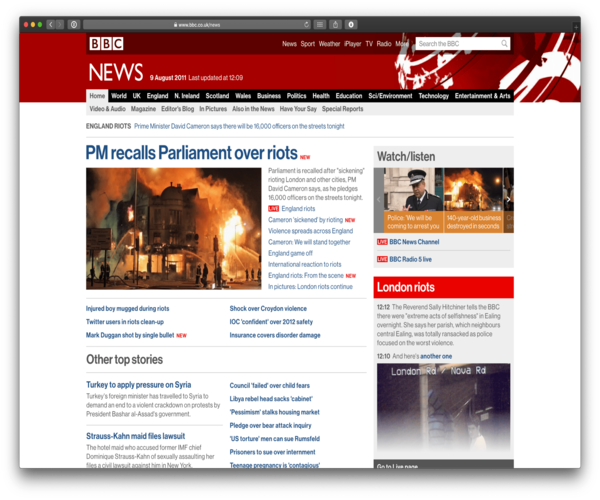 www.bbc.co.uk/news
BBC
News Sport Weather iPlayer TV Radio More
Search the BBC
NEWS 9 August 2011 Last updated at 12:09
Home World UK England N. Ireland Scotland Wales Business Politics Health Education Sci/Environment Technology Entertainment & Arts
Video & Audio Magazine Editor's Blog In Pictures Also in the News Have Your Say Special Reports
ENGLAND RIOTS Prime Minister David Cameron says there will be 16,000 officers on the streets tonight
PM recalls Parliament over riots NEW
Parliament is recalled after "sickening"
rioting London and other cities, PM
David Cameron says, as he pledges
16,000 officers on the streets tonight.
LIVE England riots
Cameron 'sickened' by rioting NEW
Violence spreads across England
Cameron: We will stand together
England game off
International reaction to riots
England riots: From the scene NEW
In pictures: London riots continue
Injured boy mugged during riots
Twitter users in riots clean-up
Mark Duggan shot by single bullet NEW
Shock over Croydon violence
IOC 'confident' over 2012 safety
Insurance covers disorder damage
Other top stories
Turkey to apply pressure on Syria
Turkey's foreign minister has travelled to Syria to
demand an end to a violent crackdown on protests by
President Bashar al-Assad's government.
Strauss-Kahn maid files lawsuit
The hotel maid who accused former IMF chief
Dominique Strauss-Kahn of sexually assaulting her
files a civil lawsuit against him in New York.
Council 'failed' over child fears
Libya rebel head sacks 'cabinet'
'Pessimism' stalks housing market
Pledge over bear attack inquiry
'US torture' men can sue Rumsfeld
Prisoners to sue over internment
Teenage pregnancy is 'contagious'
Watch/listen
Police: 'We will be
coming to arrest you
140-year-old business
destroyed in seconds
LIVE BBC News Channel
LIVE BBC Radio 5 live
London riots
12:12 The Reverend Sally Hitchiner tells the BBC
there were "extreme acts of selfishness" in Ealing
overnight. She says her parish, which neighbours
central Ealing, was totally ransacked as police
focused on the worst violence.
12:10 And here's another one
London Rd / Nova Rd
Go to Live page